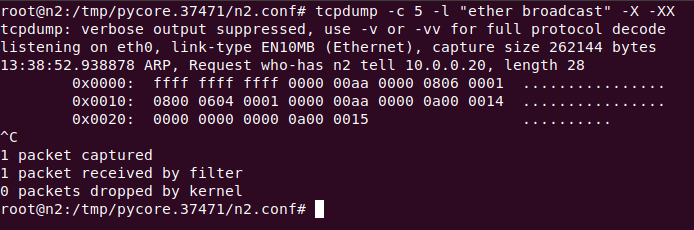 root@n2:/tmp/pycore.37471/n2.conf# tcpdump -c 5 -l "ether broadcast" -X -XX
tcpdump: verbose output suppressed, use -v or -vv for full protocol decode
listening on eth0, link-type EN10MB (Ethernet), capture size 262144 bytes
13:38:52.938878 ARP, Request who-has n2 tell 10.0.0.20, length 28
        0x0000:  ffff ffff ffff 0000 00aa 0000 0806 0001  ................
        0x0010:  0800 0604 0001 0000 00aa 0000 0a00 0014  ................
        0x0020:  0000 0000 0000 0a00 0015                 ..........
^C
1 packet captured
1 packet received by filter
0 packets dropped by kernel
root@n2:/tmp/pycore.37471/n2.conf#